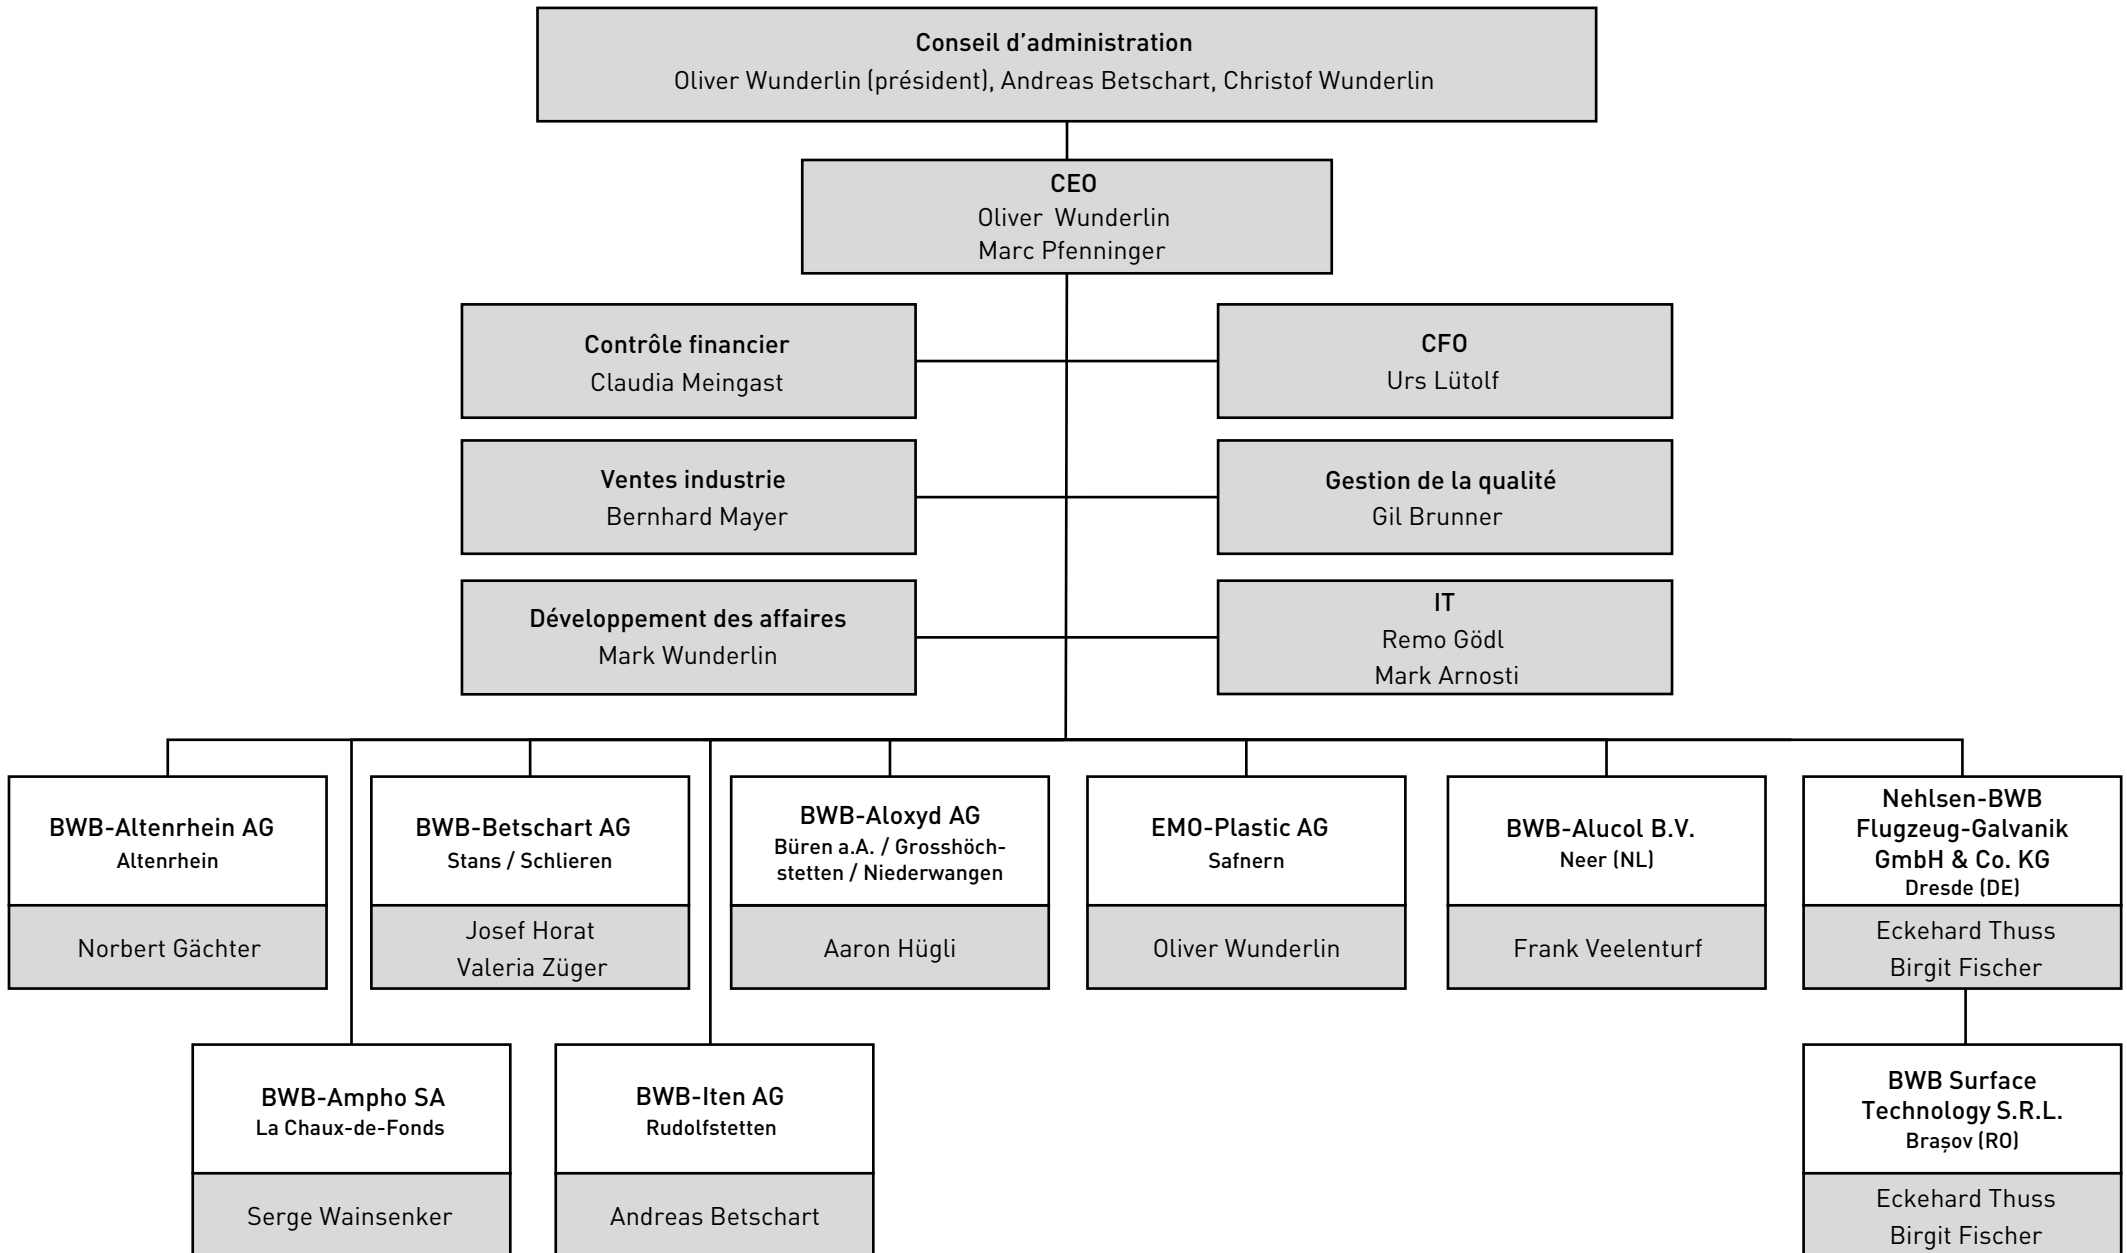 Conseil d’administration
Oliver Wunderlin (président), Andreas Betschart, Christof Wunderlin
CEO
Oliver Wunderlin
Marc Pfenninger
Contrôle financier
Claudia Meingast
CFO
Urs Lütolf
Ventes industrie
Bernhard Mayer
Gestion de la qualité
Gil Brunner
Développement des affaires
Mark Wunderlin
IT
Remo Gödl
Mark Arnosti
BWB-Altenrhein AG
Altenrhein
Norbert Gächter
BWB-Betschart AG
Stans / Schlieren
Josef Horat
Valeria Züger
BWB-Aloxyd AG
Büren a.A. / Grosshöch-
stetten / Niederwangen
Aaron Hügli
EMO-Plastic AG
Safnern
Oliver Wunderlin
BWB-Alucol B.V.
Neer (NL)
Frank Veelenturf
Nehlsen-BWB
Flugzeug-Galvanik
GmbH & Co. KG
Dresde (DE)
Eckehard Thuss
Birgit Fischer
BWB-Ampho SA
La Chaux-de-Fonds
Serge Wainsenker
BWB-Iten AG
Rudolfstetten
Andreas Betschart
BWB Surface
Technology S.R.L.
Brașov (RO)
Eckehard Thuss
Birgit Fischer